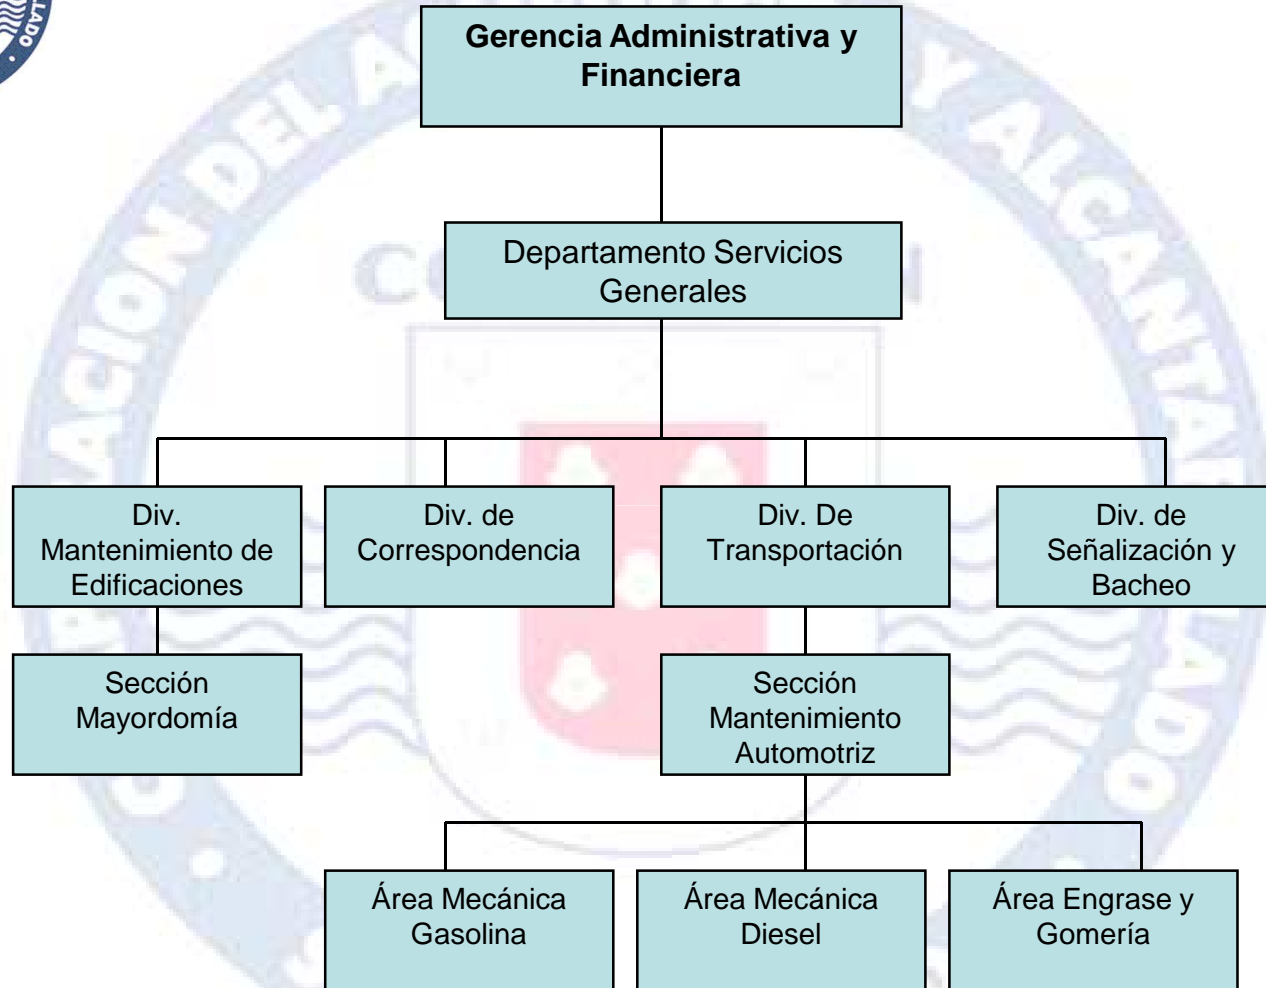 LLADO
Gerencia Administrativa y
Financiera
Departamento Servicios
Generales
Div.
Mantenimiento de
Edificaciones
Div. de
Correspondencia
Div. De
Transportación
Div. de
Señalización y
Bacheo
Sección
Mayordomía
Sección
Mantenimiento
Automotriz
Área Mecánica
Gasolina
Área Mecánica
Diesel
Área Engrase y
Gomería